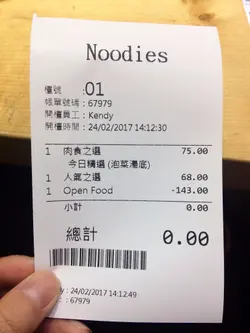 Noodies
檯號 :01
帳單號碼 : 67979
開檯員工 : Kendy
開檯時間 : 24/02/2017 14:12:30
1 肉食之選 75.00
今日精選 (泡菜湯底)
1 人氣之選 68.00
1 Open Food -143.00
小計 0.00
總計 0.00
: 24/02/2017 14:12:49
: 67979